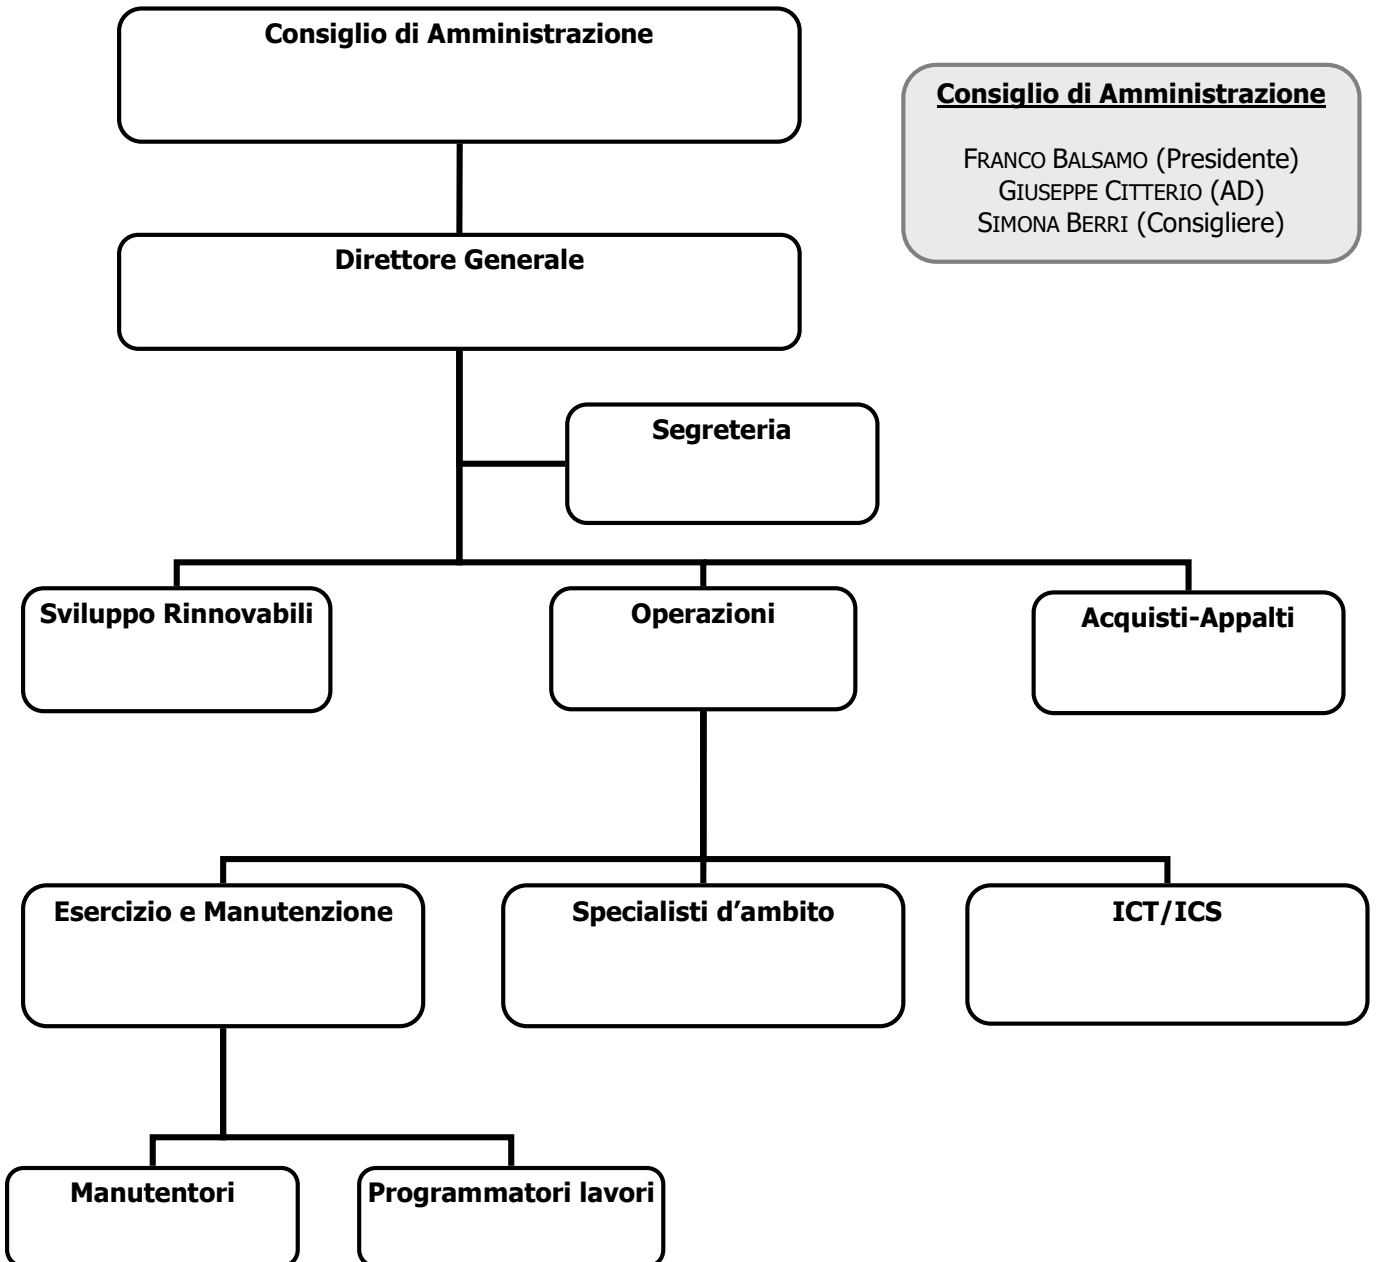 Consiglio di Amministrazione
Consiglio di Amministrazione
FRANCO BALSAMO (Presidente)
GIUSEPPE CITTERIO (AD)
SIMONA BERRI (Consigliere)
Direttore Generale
Segreteria
Sviluppo Rinnovabili
Operazioni
Acquisti-Appalti
Esercizio e Manutenzione
Specialisti d’ambito
ICT/ICS
Manutentori
Programmatori lavori